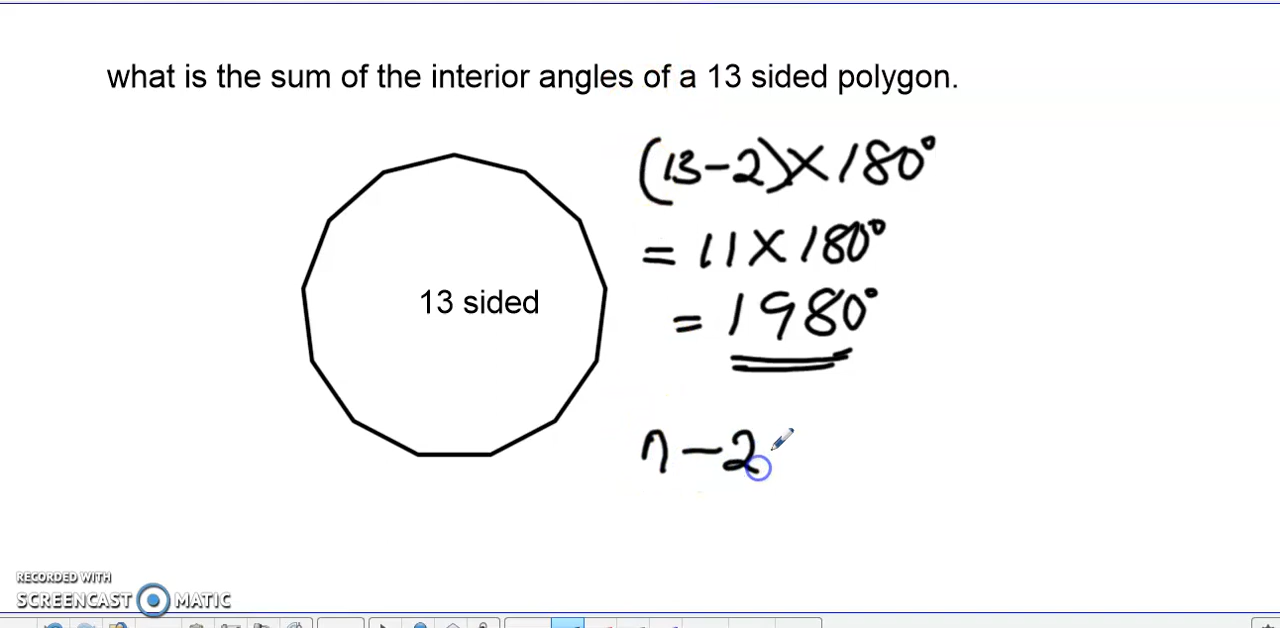 what is the sum of the interior angles of a 13 sided polygon.
(13-2)×180°
= 11×180°
13 sided
= 1980°
n-2
RECORDED WITH
SCREENCAST MATIC